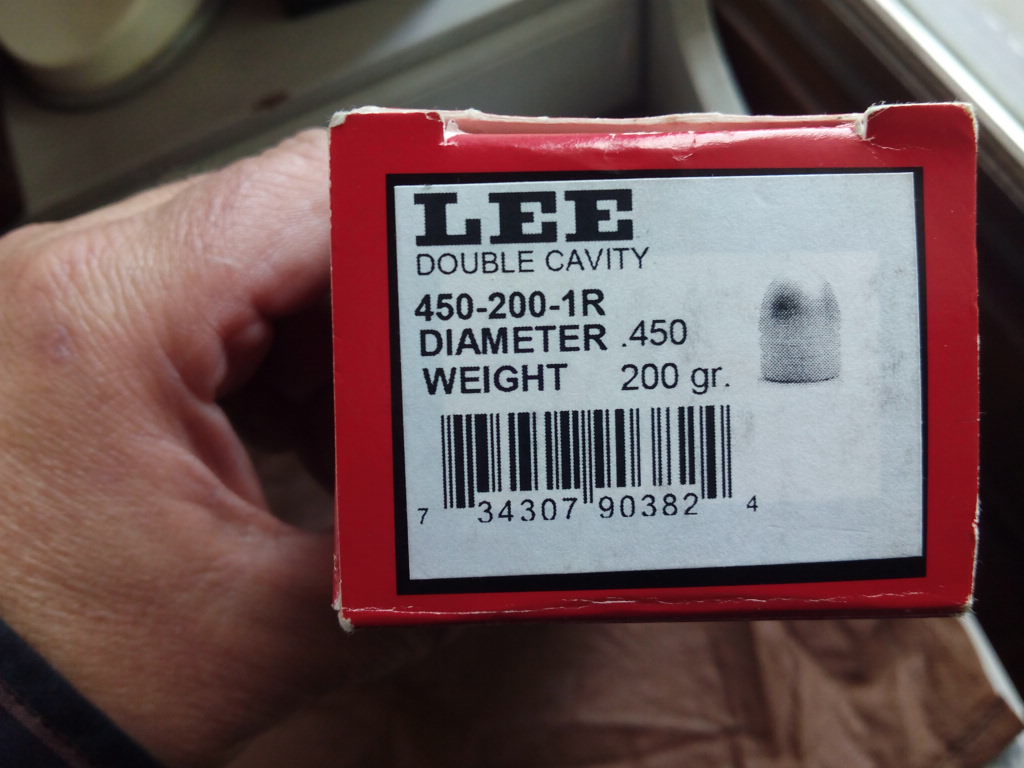 LEE
DOUBLE CAVITY
450-200-1R
DIAMETER .450
WEIGHT 200 gr.
7 34307 90382 4